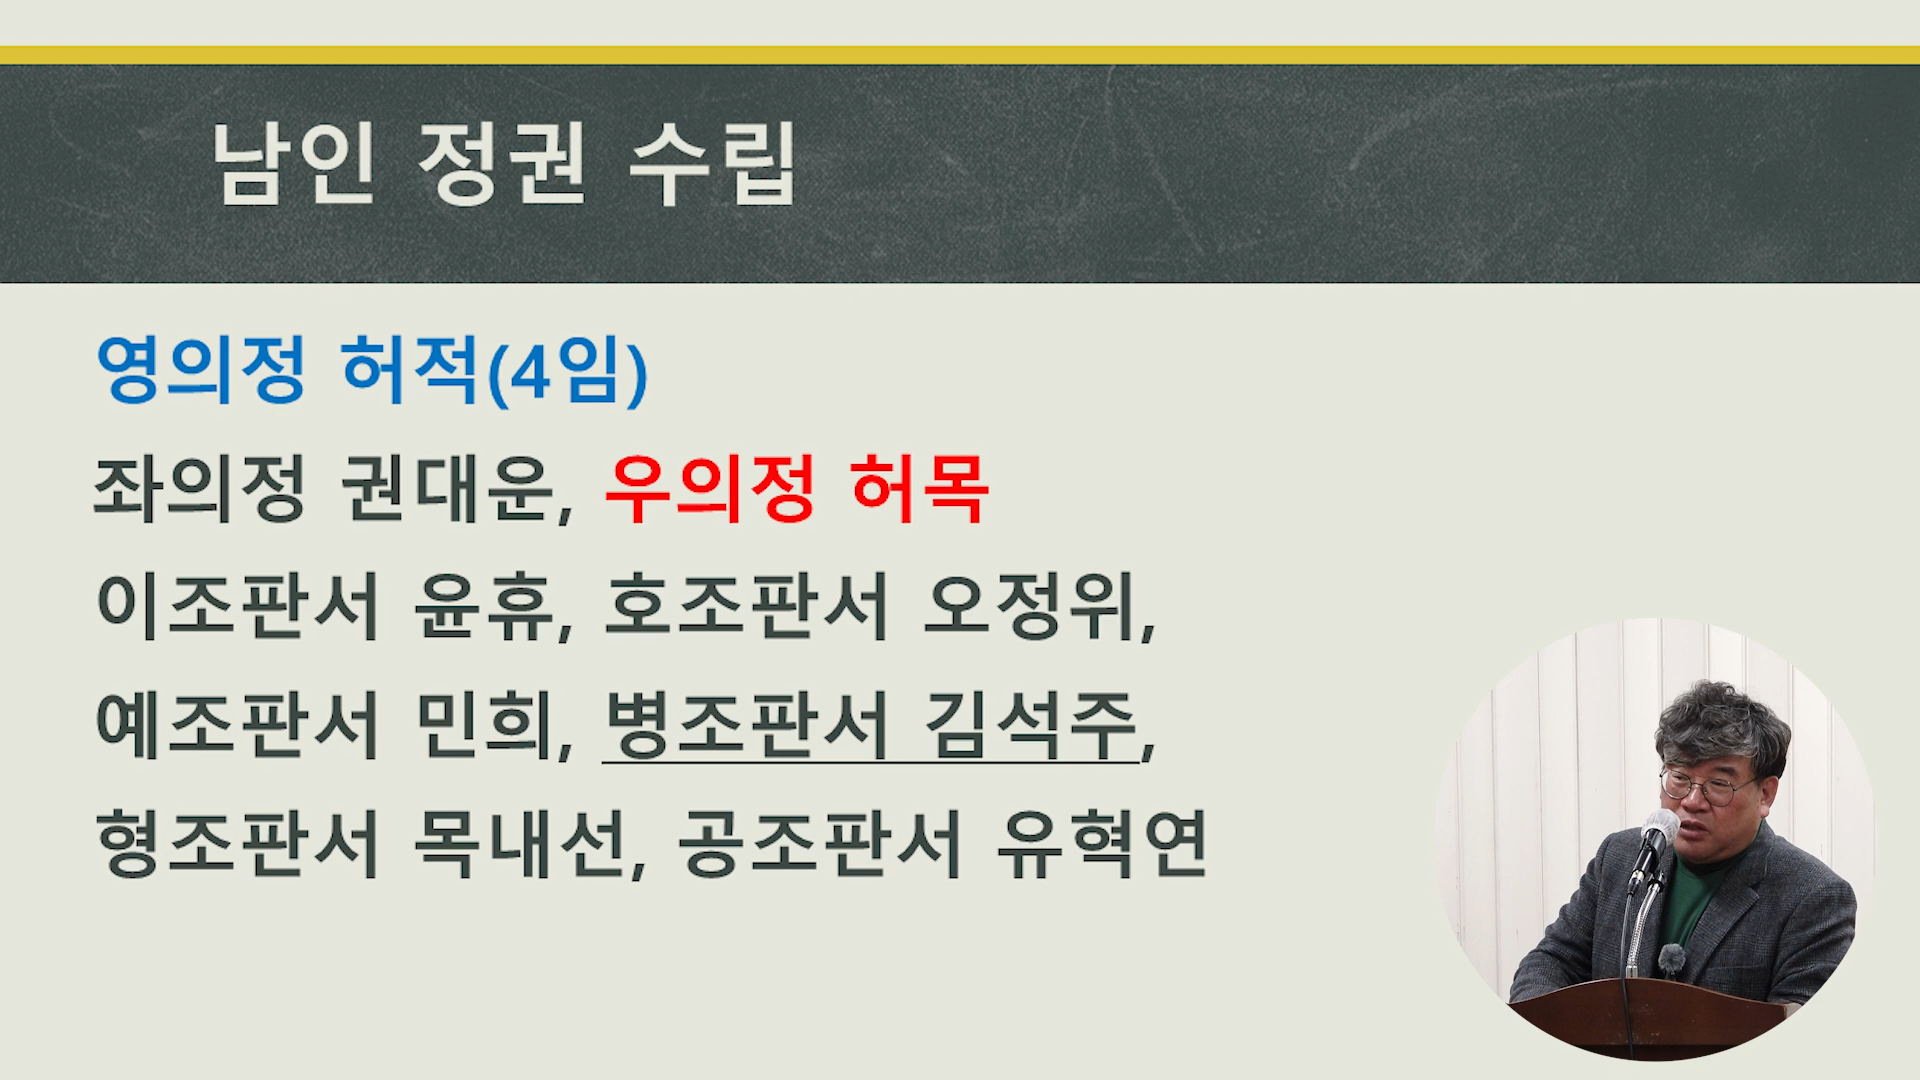 남인 정권 수립
영의정 허적(4임)
좌의정 권대운, 우의정 허목
이조판서 윤휴, 호조판서 오정위,
예조판서 민희, 병조판서 김석주,
형조판서 목내선, 공조판서 유혁연